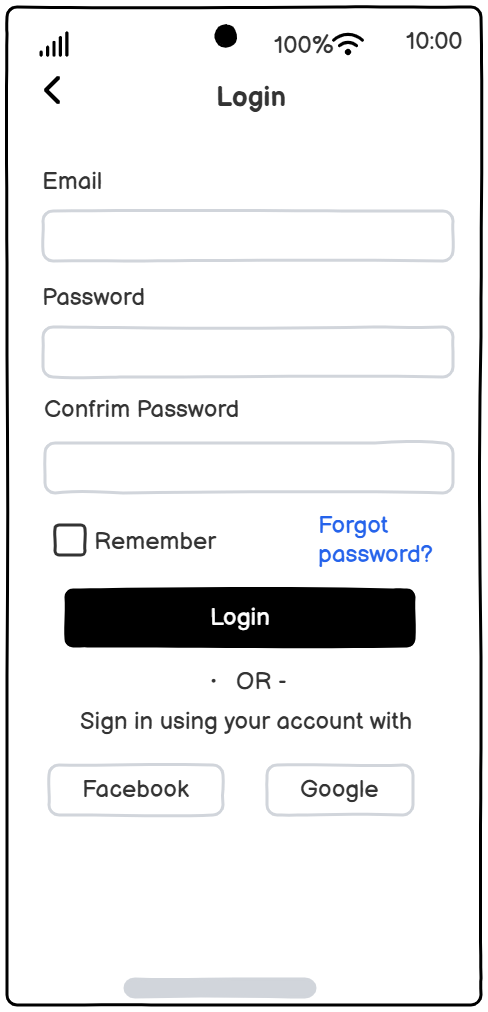 100% 10:00
Login
Email
Password
Confrim Password
Remember
Forgot
password?
Login
· OR -
Sign in using your account with
Facebook Google